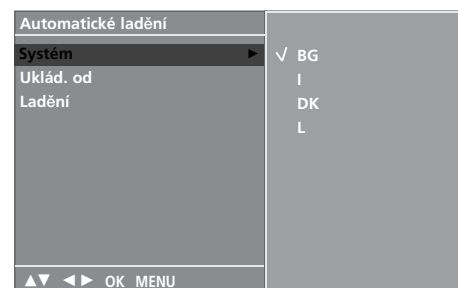 Automatické ladění
Systém ►
Uklád. od
Ladění
√ BG
I
DK
L
▲▼ ◄► OK MENU